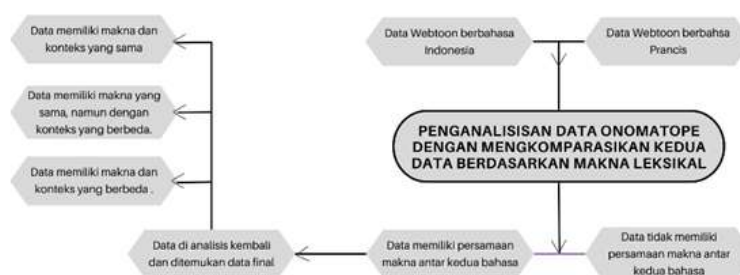 Data memiliki makna dan
konteks yang sama
Data Webtoon berbahasa
Indonesia
Data Webtoon berbahsa
Prancis
Data memiliki makna yang
sama, namun dengan
konteks yang berbeda.
PENGANALISISAN DATA ONOMATOPE
DENGAN MENGKOMPARASIKAN KEDUA
DATA BERDASARKAN MAKNA LEKSIKAL
Data memiliki makna dan
konteks yang berbeda .
Data di analisis kembali
dan ditemukan data final
Data memiliki persamaan
makna antar kedua bahasa
Data tidak memiliki
persamaan makna antar
kedua bahasa